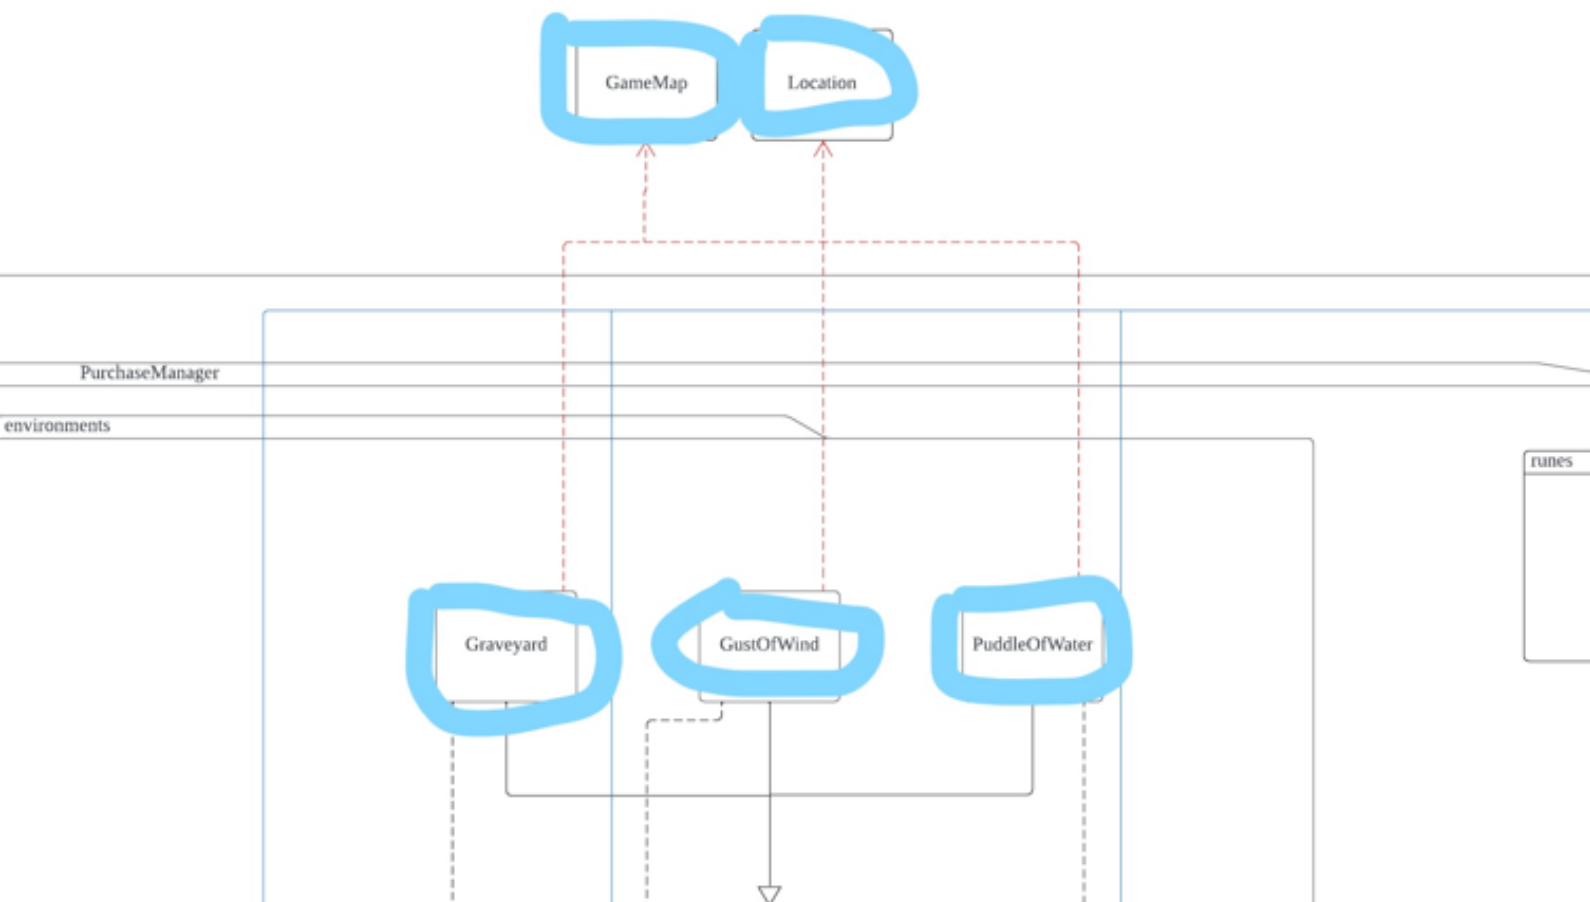 GameMap
Location
PurchaseManager
environments
runes
Graveyard
GustOfWind
PuddleOfWater